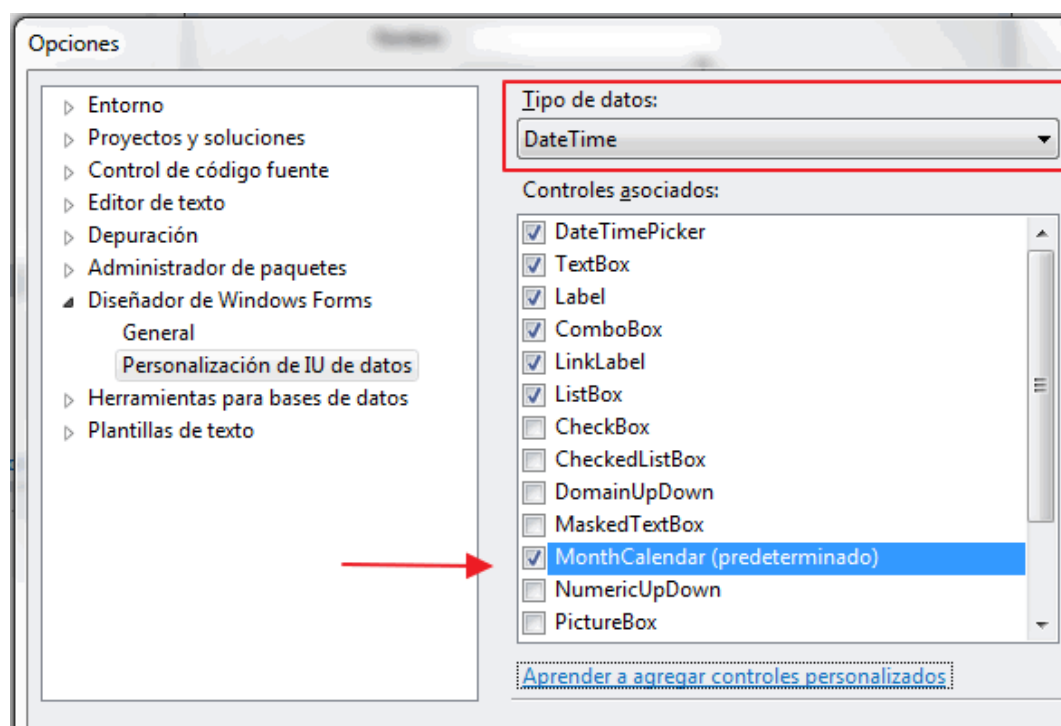 Opciones
Entorno
Proyectos y soluciones
Control de código fuente
Editor de texto
Depuración
Administrador de paquetes
Diseñador de Windows Forms
General
Personalización de IU de datos
Herramientas para bases de datos
Plantillas de texto
Tipo de datos:
DateTime
Controles asociados:
DateTimePicker
TextBox
Label
ComboBox
LinkLabel
ListBox
CheckBox
CheckedListBox
DomainUpDown
MaskedTextBox
MonthCalendar (predeterminado)
NumericUpDown
PictureBox
Aprender a agregar controles personalizados